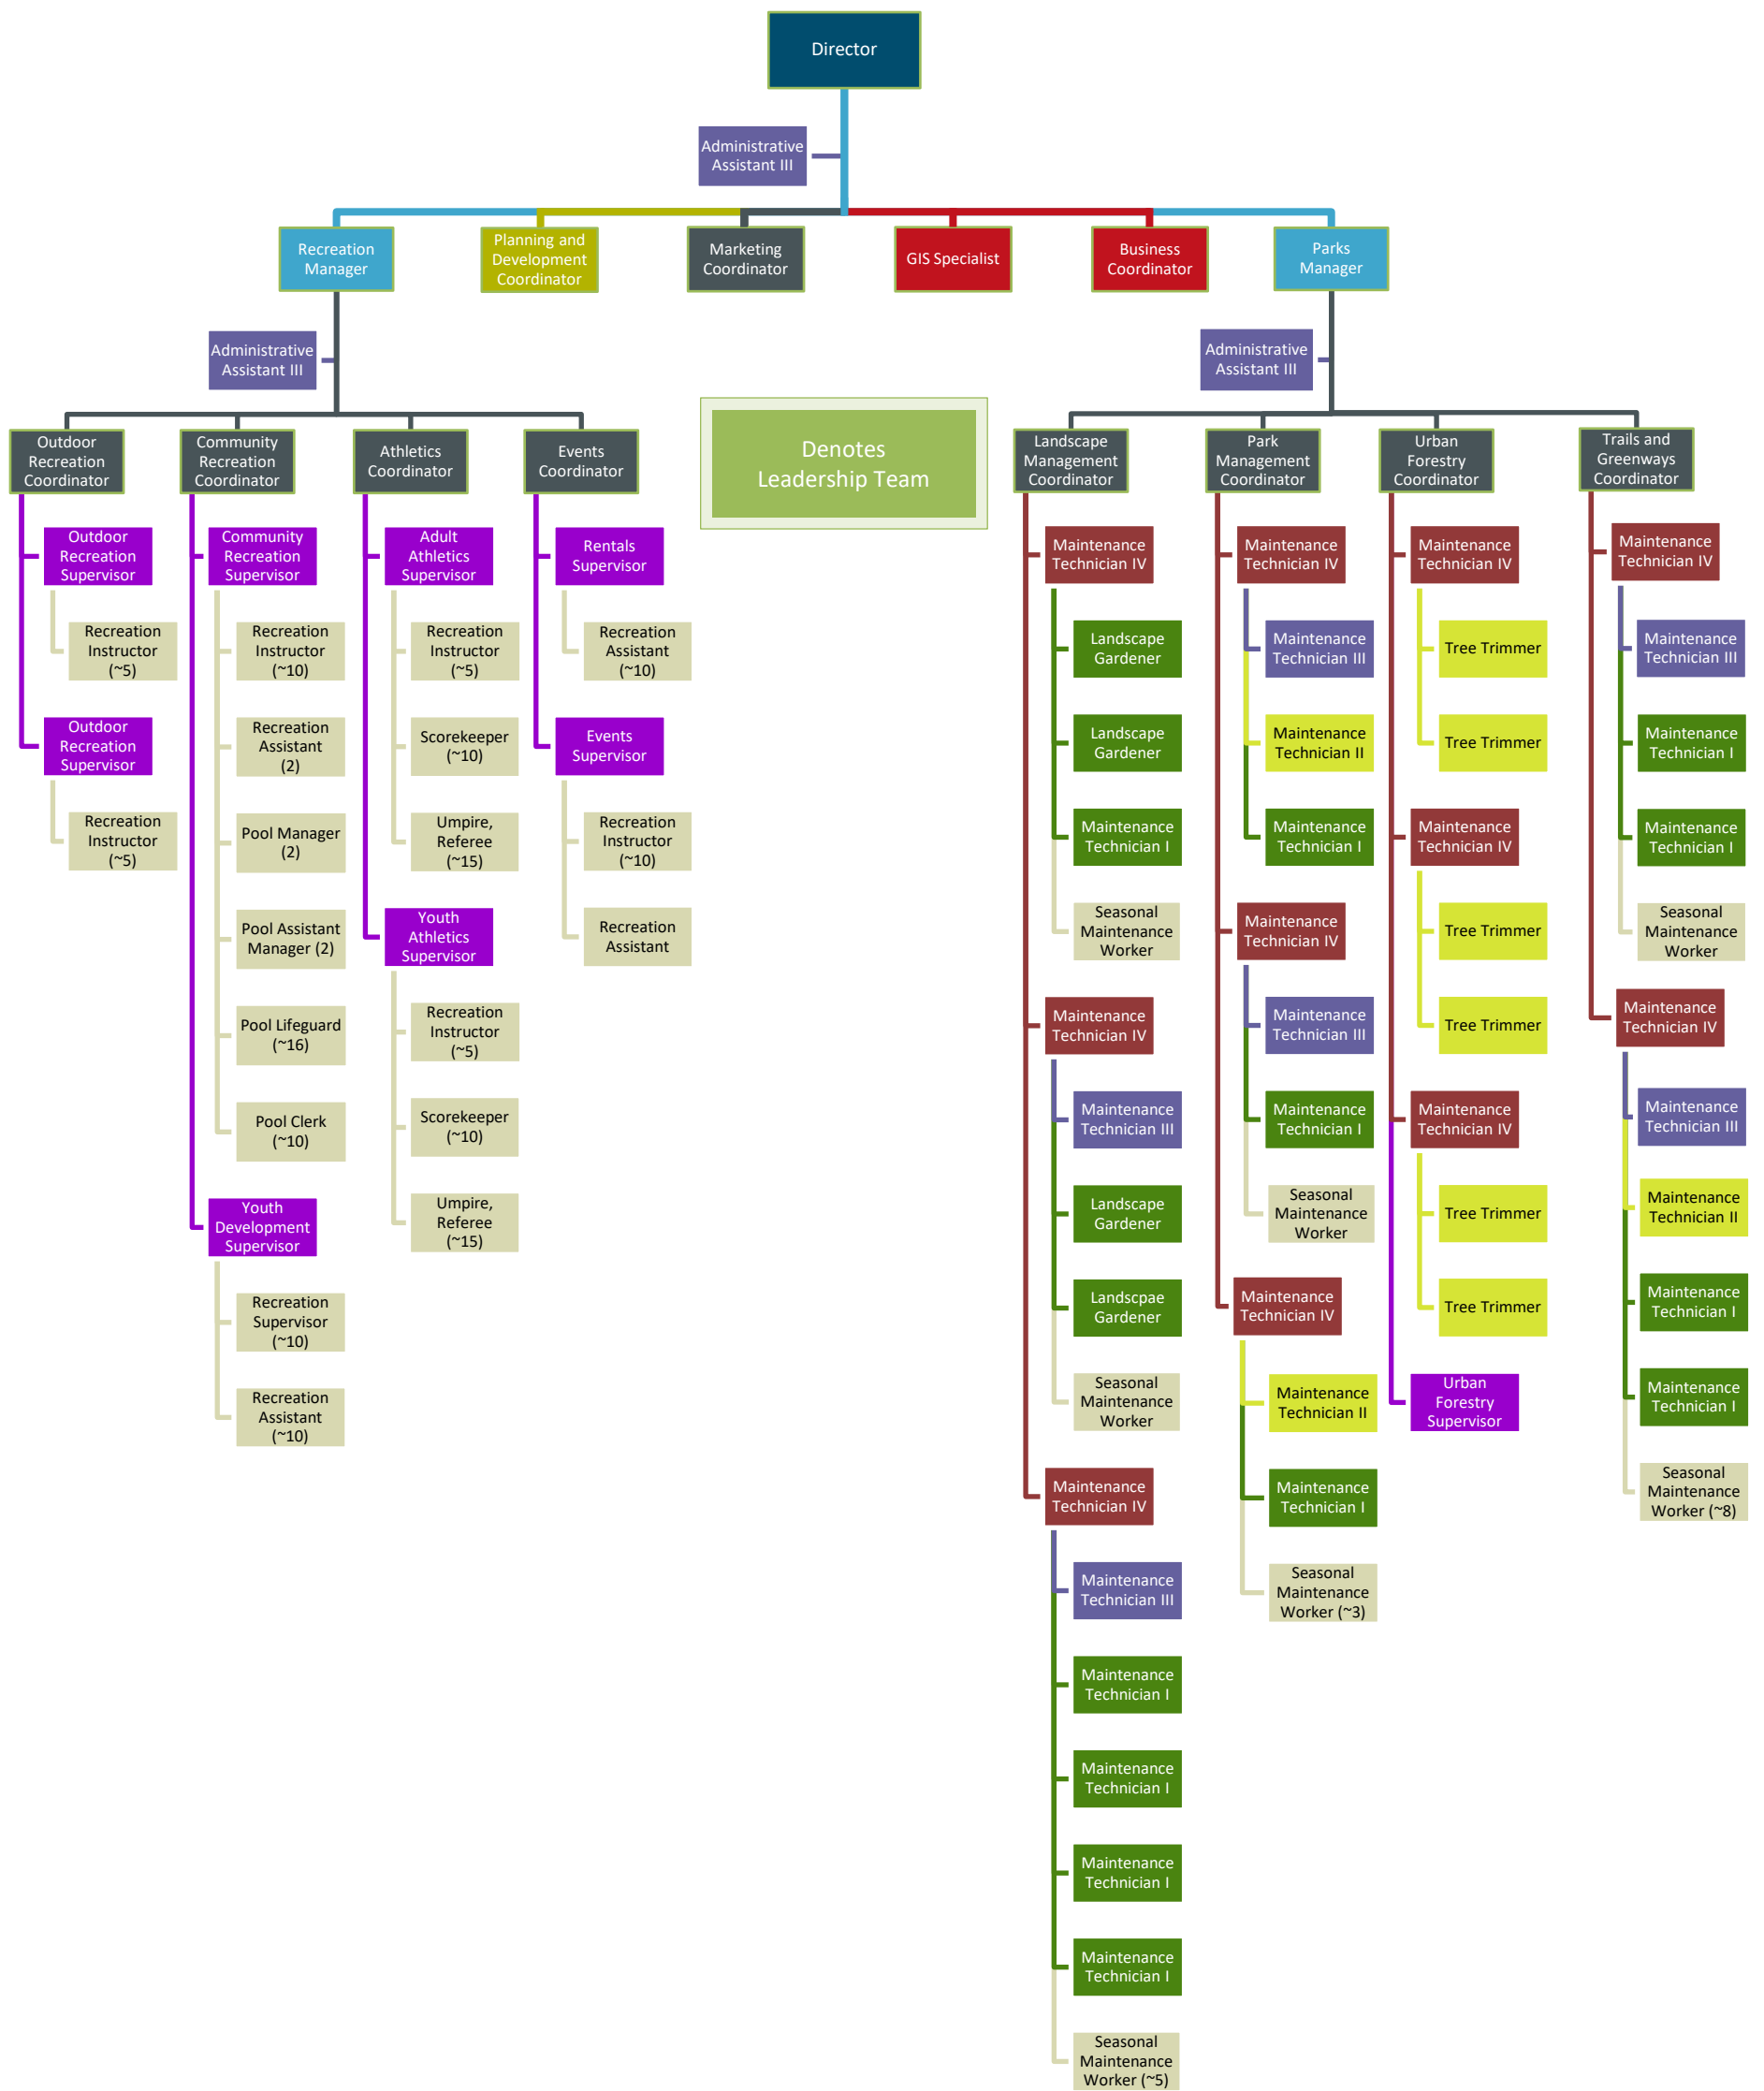 Director
Administrative
Assistant III
Recreation
Manager
Planning and
Development
Coordinator
Marketing
Coordinator
GIS Specialist
Business
Coordinator
Parks
Manager
Administrative
Assistant III
Administrative
Assistant III
Denotes
Leadership Team
Outdoor
Recreation
Coordinator
Outdoor
Recreation
Supervisor
Recreation
Instructor
(~5)
Outdoor
Recreation
Supervisor
Recreation
Instructor
(~5)
Community
Recreation
Coordinator
Community
Recreation
Supervisor
Recreation
Instructor
(~10)
Recreation
Assistant
(2)
Pool Manager
(2)
Pool Assistant
Manager (2)
Pool Lifeguard
(~16)
Pool Clerk
(~10)
Youth
Development
Supervisor
Recreation
Supervisor
(~10)
Recreation
Assistant
(~10)
Athletics
Coordinator
Adult
Athletics
Supervisor
Recreation
Instructor
(~5)
Scorekeeper
(~10)
Umpire,
Referee
(~15)
Youth
Athletics
Supervisor
Recreation
Instructor
(~5)
Scorekeeper
(~10)
Umpire,
Referee
(~15)
Events
Coordinator
Rentals
Supervisor
Recreation
Assistant
(~10)
Events
Supervisor
Recreation
Instructor
(~10)
Recreation
Assistant
Landscape
Management
Coordinator
Maintenance
Technician IV
Landscape
Gardener
Landscape
Gardener
Maintenance
Technician I
Seasonal
Maintenance
Worker
Maintenance
Technician IV
Maintenance
Technician III
Landscape
Gardener
Landscpae
Gardener
Seasonal
Maintenance
Worker
Maintenance
Technician IV
Maintenance
Technician III
Maintenance
Technician I
Maintenance
Technician I
Maintenance
Technician I
Maintenance
Technician I
Seasonal
Maintenance
Worker (~5)
Park
Management
Coordinator
Maintenance
Technician IV
Maintenance
Technician III
Maintenance
Technician II
Maintenance
Technician I
Maintenance
Technician IV
Maintenance
Technician III
Maintenance
Technician I
Seasonal
Maintenance
Worker
Maintenance
Technician IV
Maintenance
Technician II
Maintenance
Technician I
Seasonal
Maintenance
Worker (~3)
Urban
Forestry
Coordinator
Maintenance
Technician IV
Tree Trimmer
Tree Trimmer
Maintenance
Technician IV
Tree Trimmer
Tree Trimmer
Maintenance
Technician IV
Tree Trimmer
Tree Trimmer
Urban
Forestry
Supervisor
Trails and
Greenways
Coordinator
Maintenance
Technician IV
Maintenance
Technician III
Maintenance
Technician I
Maintenance
Technician I
Seasonal
Maintenance
Worker
Maintenance
Technician IV
Maintenance
Technician III
Maintenance
Technician II
Maintenance
Technician I
Maintenance
Technician I
Seasonal
Maintenance
Worker (~8)